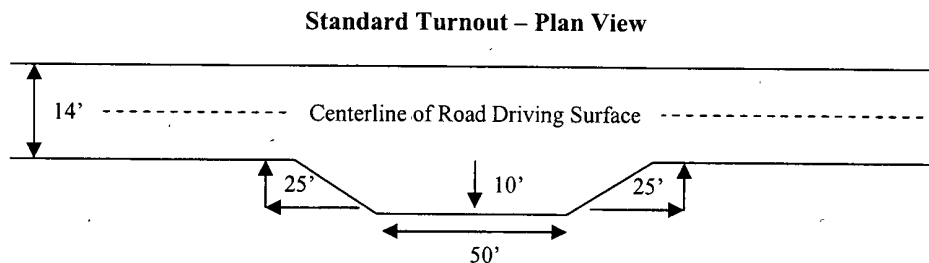 Standard Turnout – Plan View
14’
Centerline of Road Driving Surface
25’
10’
25’
50’